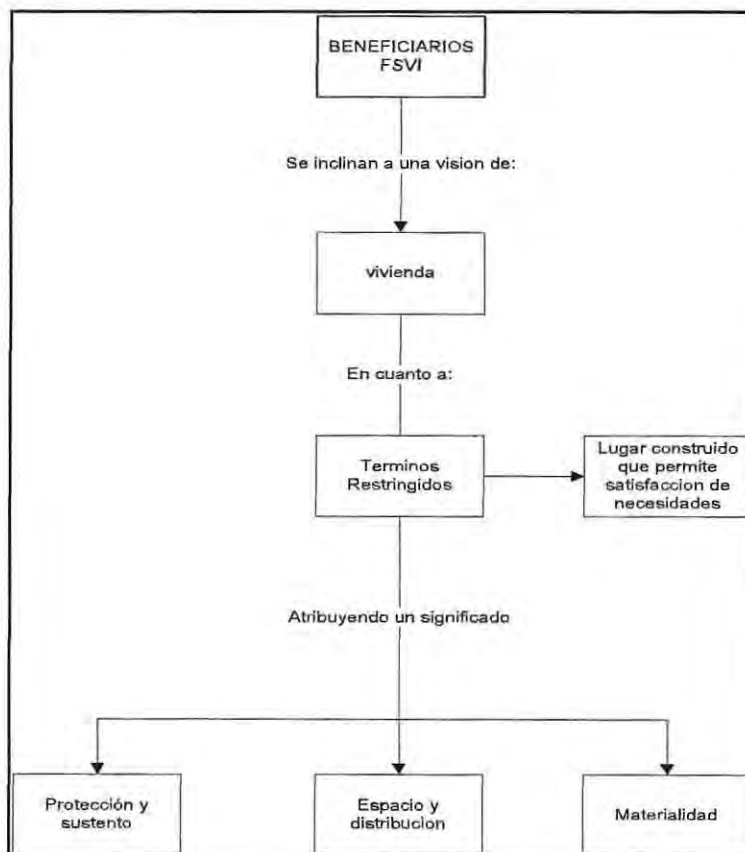 BENEFICIARIOS
FSVI
Se inclinan a una vision de:
vivienda
En cuanto a:
Terminos
Restringidos
Lugar construido
que permite
satisfaccion de
necesidades
Atribuyendo un significado
Protección y
sustento
Espacio y
distribucion
Materialidad